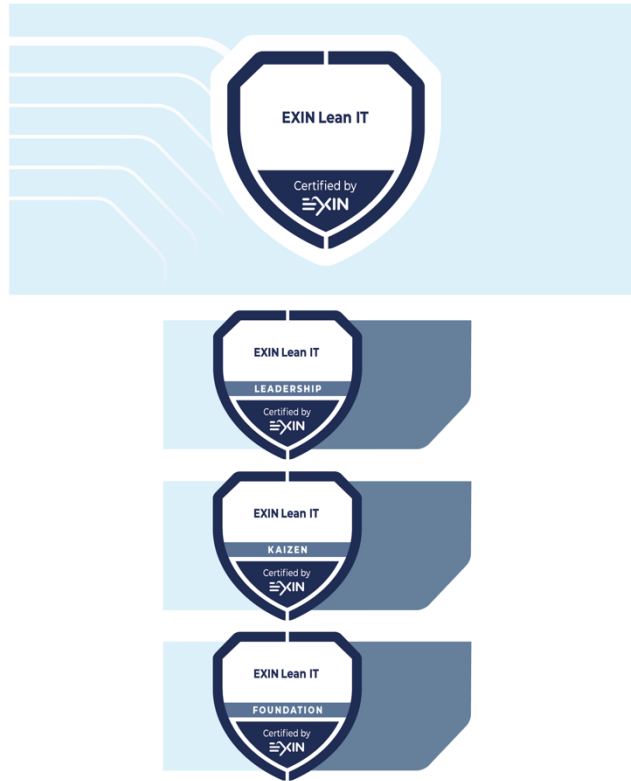 EXIN Lean IT
Certified by
EXIN
EXIN Lean IT
LEADERSHIP
Certified by
EXIN
EXIN Lean IT
KAIZEN
Certified by
EXIN
EXIN Lean IT
FOUNDATION
Certified by
EXIN